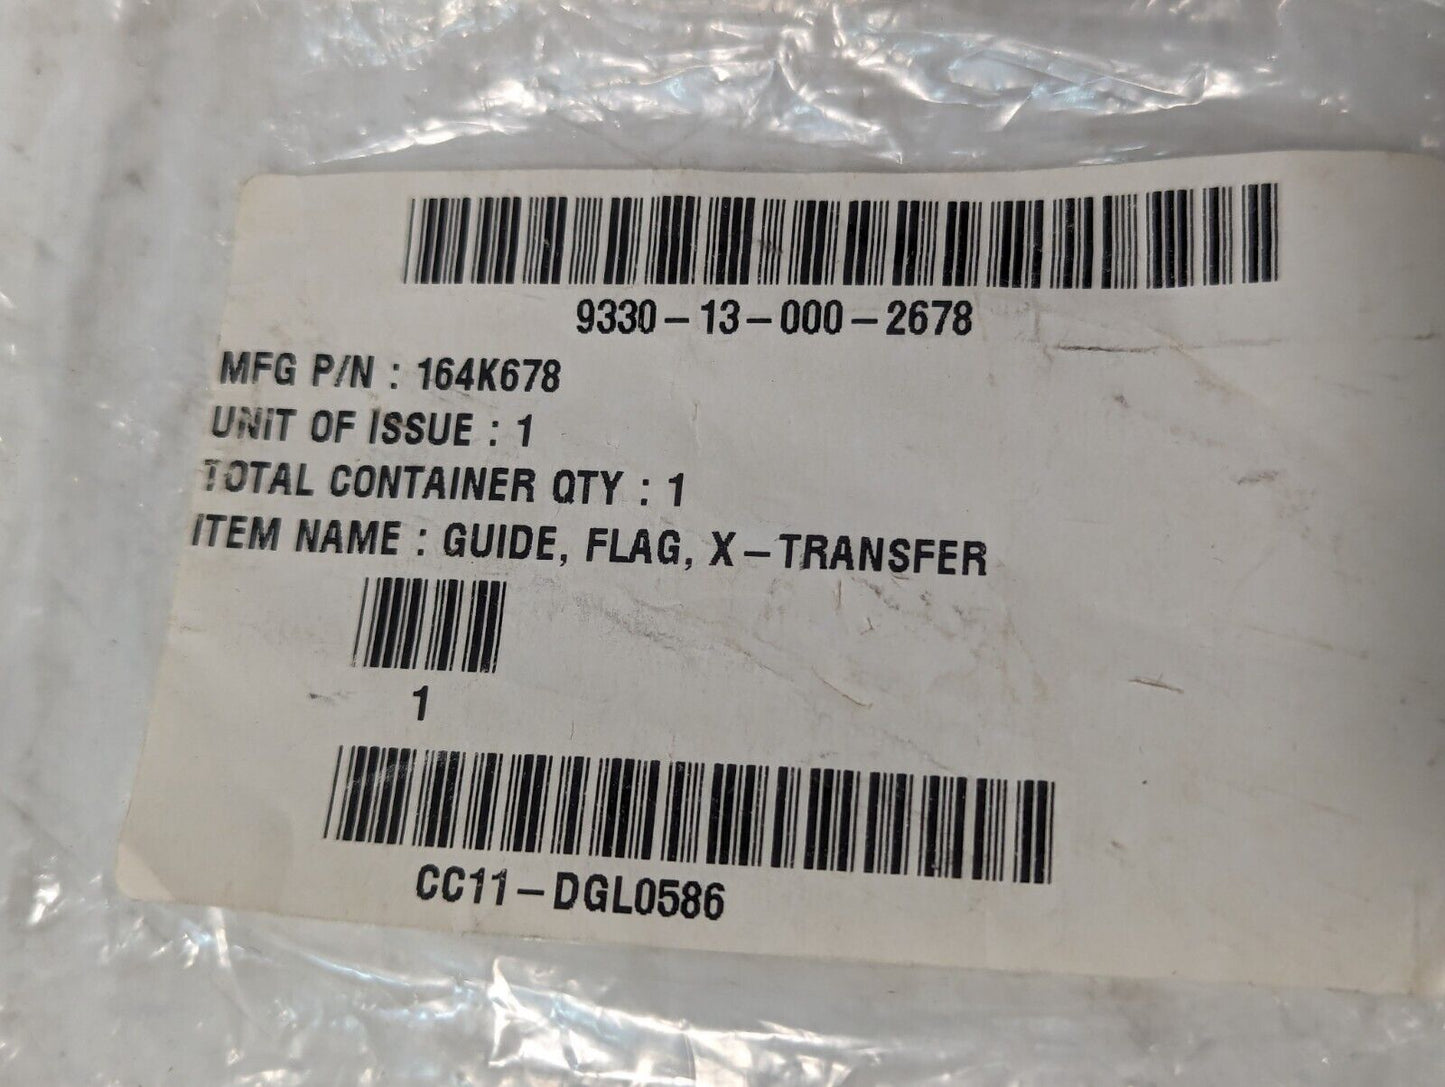 9330-13-000-2678
MFG P/N : 164K678
UNIT OF ISSUE : 1
TOTAL CONTAINER QTY : 1
ITEM NAME : GUIDE, FLAG, X-TRANSFER
1
CC11-DGL0586